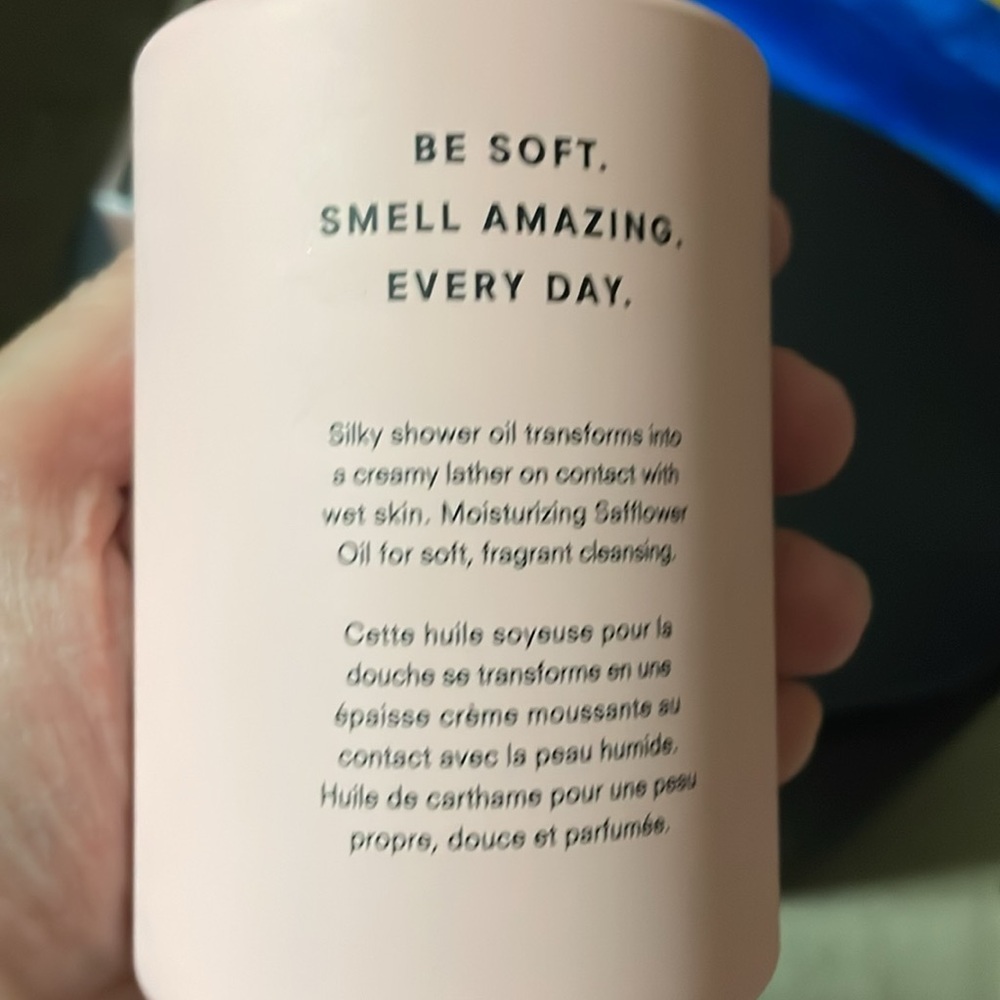 BE SOFT.
SMELL AMAZING.
EVERY DAY.
Silky shower oil transforms into
a creamy lather on contact with
wet skin. Moisturizing Safflower
Oil for soft, fragrant cleansing.
Cette huile soyeuse pour la
douche se transforme en une
épaisse crème moussante au
contact avec la peau humide.
Huile de carthame pour une peau
propre, douce et parfumée.